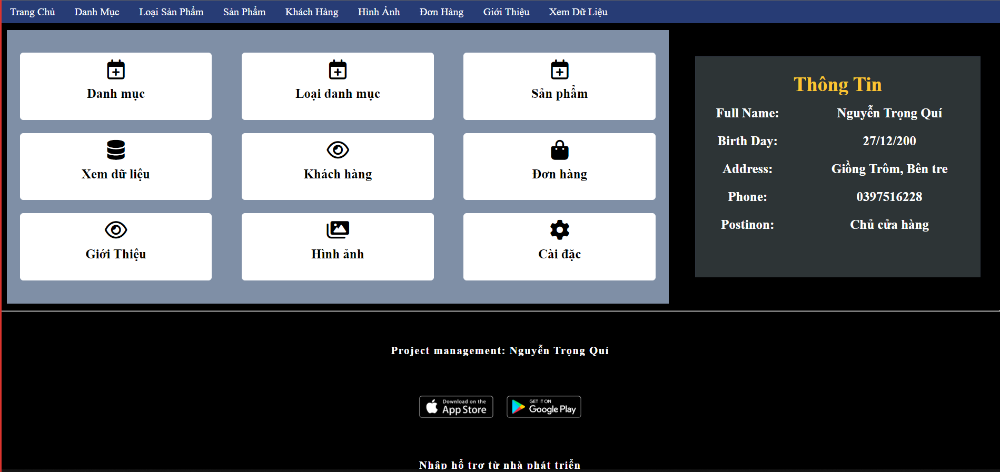 Trang Chủ Danh Mục Loại Sản Phẩm Sản Phẩm Khách Hàng Hình Ảnh Đơn Hàng Giới Thiệu Xem Dữ Liệu
Danh mục
Loại danh mục
Sản phẩm
Xem dữ liệu
Khách hàng
Đơn hàng
Giới Thiệu
Hình ảnh
Cài đặc
Thông Tin
Full Name: Nguyễn Trọng Quí
Birth Day: 27/12/200
Address: Giồng Trôm, Bên tre
Phone: 0397516228
Postinon: Chủ cửa hàng
Project management: Nguyễn Trọng Quí
Download on the
App Store
GET IT ON
Google Play
Nhập hổ trợ từ nhà phát triển